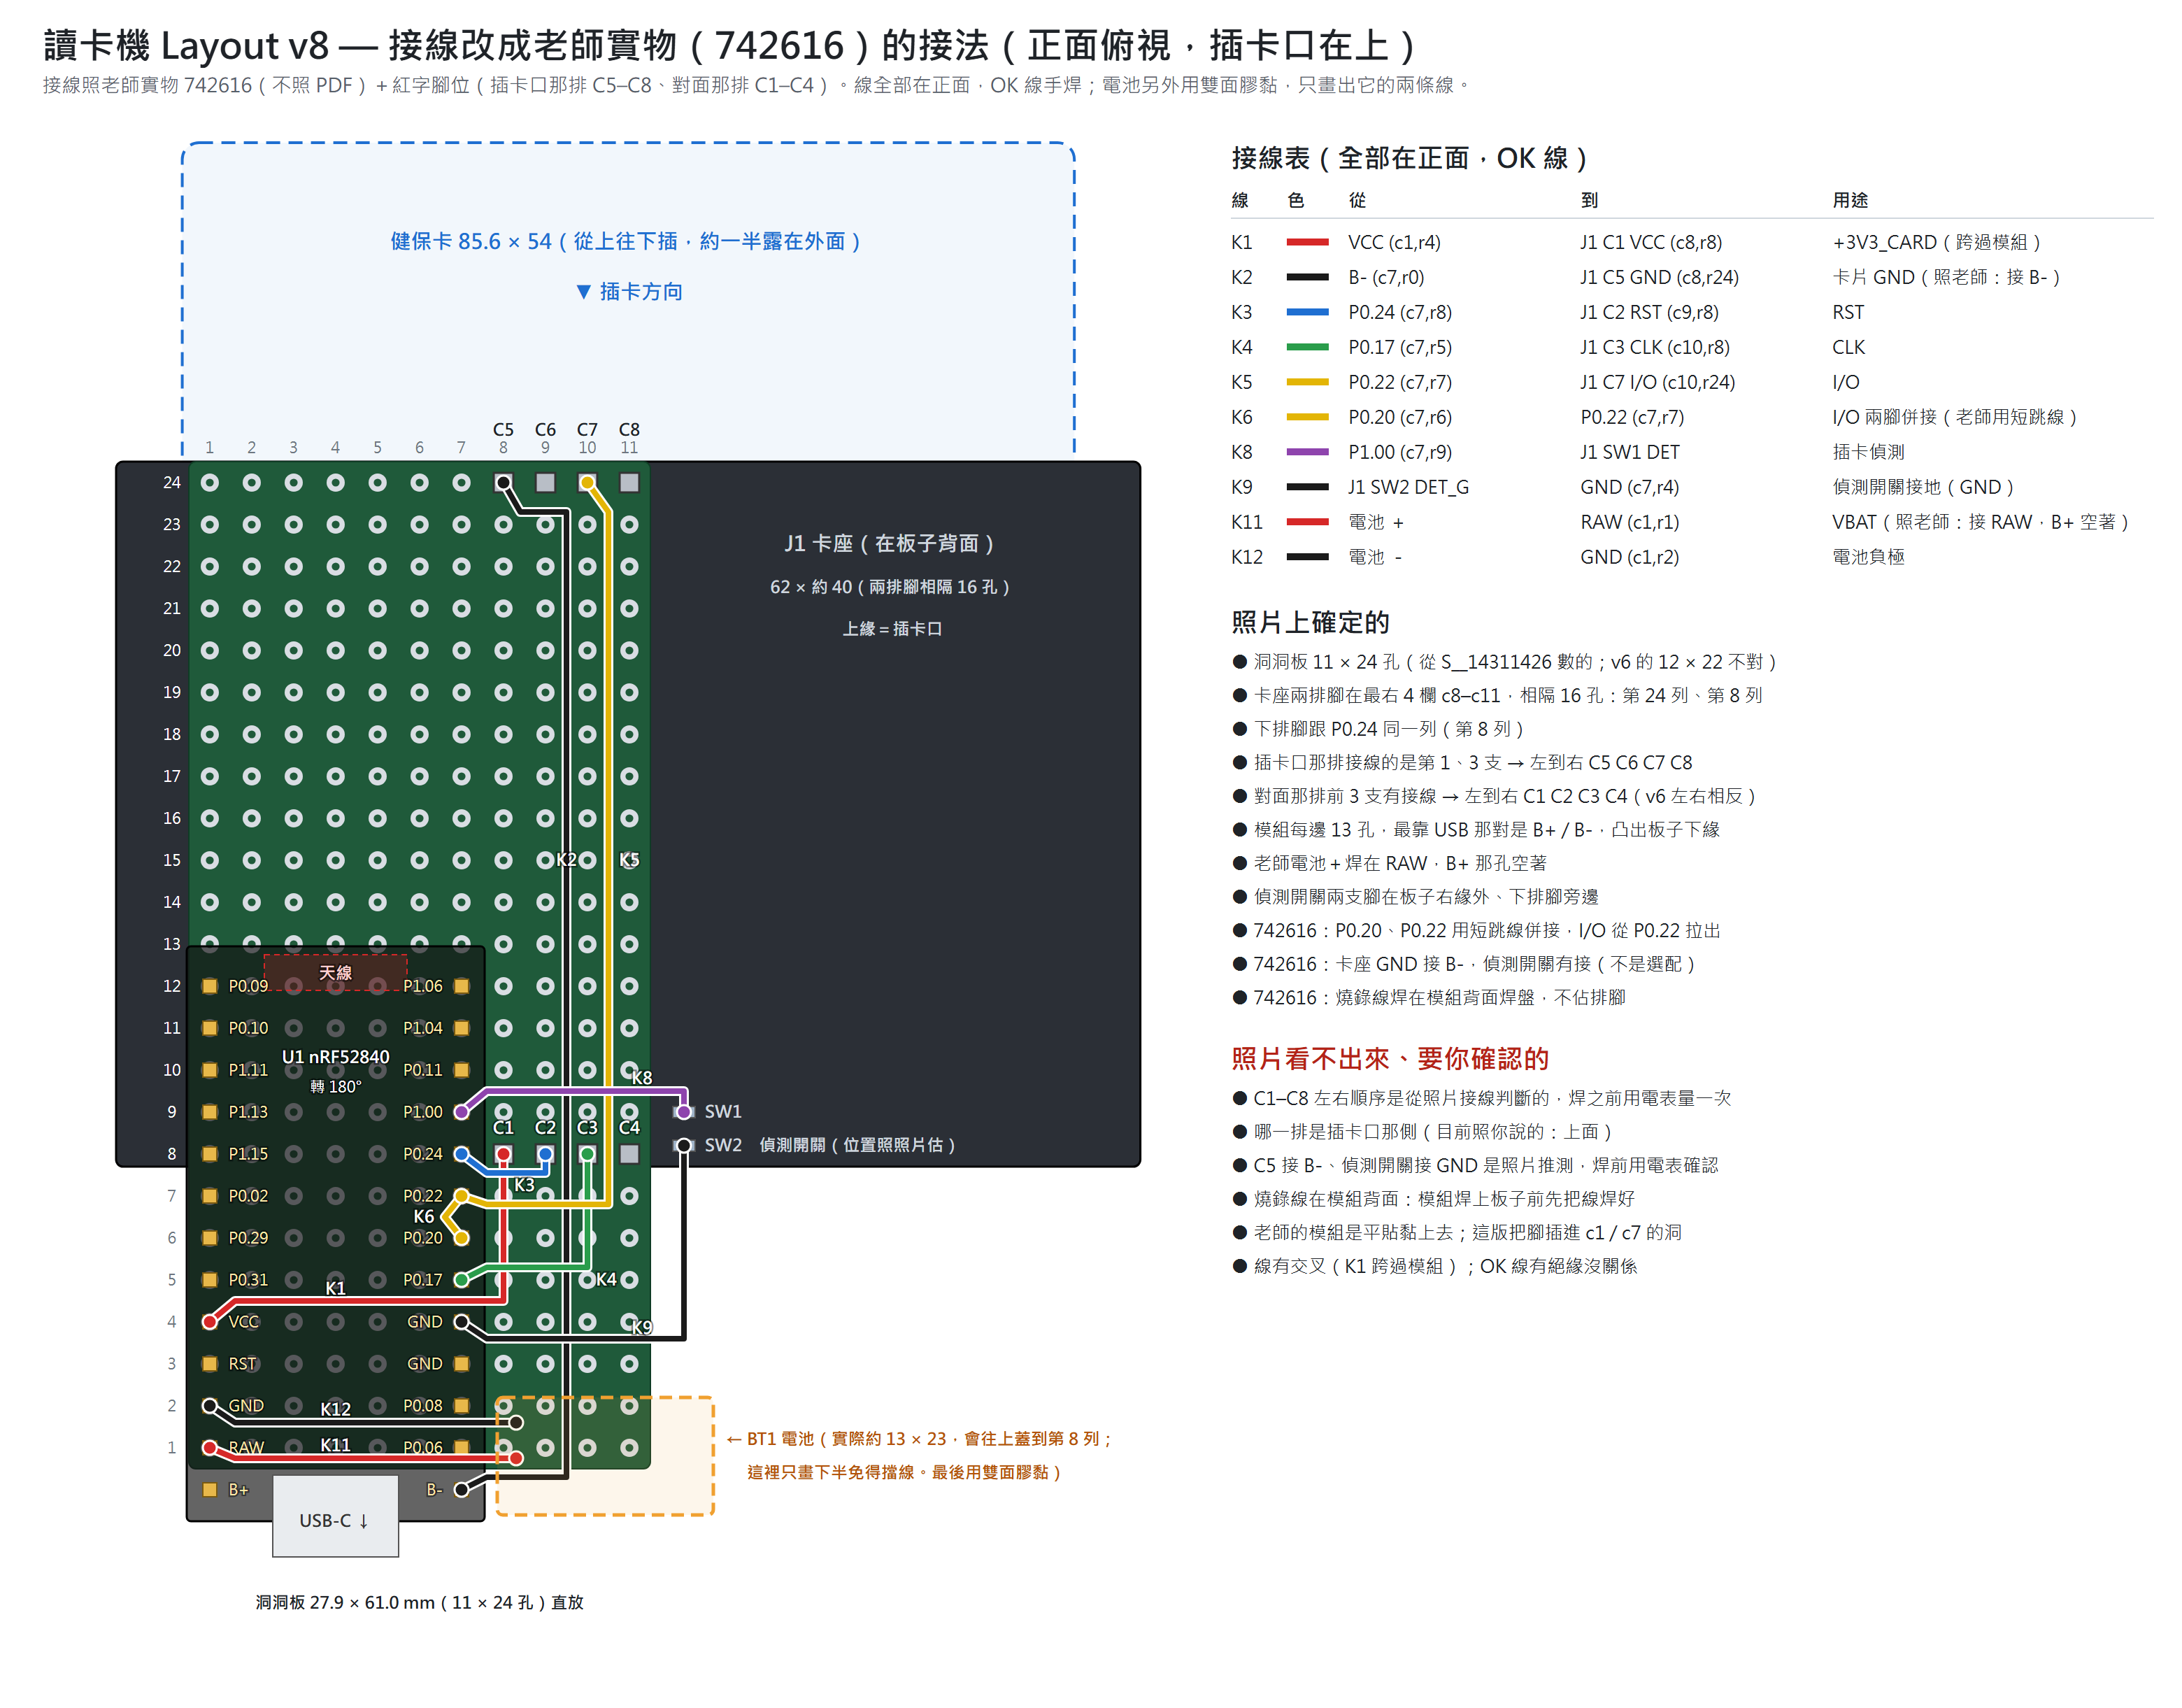 讀卡機 Layout v8 — 接線改成老師實物（742616）的接法（正面俯視，插卡口在上）
接線照老師實物 742616（不照 PDF）+ 紅字腳位（插卡口那排 C5–C8、對面那排 C1–C4）。線全部在正面，OK 線手焊；電池另外用雙面膠黏，只畫出它的兩條線。
健保卡 85.6 × 54（從上往下插，約一半露在外面）
▼ 插卡方向
C5 C6 C7 C8
1 2 3 4 5 6 7 8 9 10 11
24
23
J1 卡座（在板子背面）
22
62 × 約 40（兩排腳相隔 16 孔）
21
上緣 = 插卡口
20
19
18
17
16
15 K2 K5
14
13
天線
12 P0.09 P1.06
11 P0.10 P1.04
U1 nRF52840
10 P1.11 P0.11
轉 180°
K8
9 P1.13 P1.00 SW1
C1 C2 C3 C4
SW2 偵測開關（位置照照片估）
8 P1.15 P0.24
K3
7 P0.02 P0.22
K6
6 P0.29 P0.20
5 P0.31 P0.17 K4
K1
4 VCC GND
K9
3 RST GND
2 GND P0.08
K12
1 RAW K11 P0.06
← BT1 電池（實際約 13 × 23，會往上蓋到第 8 列；
這裡只畫下半免得擋線。最後用雙面膠黏）
B+ B-
USB-C ↓
洞洞板 27.9 × 61.0 mm（11 × 24 孔）直放
接線表（全部在正面，OK 線）
線 色 從 到 用途
K1 VCC (c1,r4) J1 C1 VCC (c8,r8) +3V3_CARD（跨過模組）
K2 B- (c7,r0) J1 C5 GND (c8,r24) 卡片 GND（照老師：接 B-）
K3 P0.24 (c7,r8) J1 C2 RST (c9,r8) RST
K4 P0.17 (c7,r5) J1 C3 CLK (c10,r8) CLK
K5 P0.22 (c7,r7) J1 C7 I/O (c10,r24) I/O
K6 P0.20 (c7,r6) P0.22 (c7,r7) I/O 兩腳併接（老師用短跳線）
K8 P1.00 (c7,r9) J1 SW1 DET 插卡偵測
K9 J1 SW2 DET_G GND (c7,r4) 偵測開關接地（GND）
K11 電池 + RAW (c1,r1) VBAT（照老師：接 RAW，B+ 空著）
K12 電池 - GND (c1,r2) 電池負極
照片上確定的
● 洞洞板 11 × 24 孔（從 S__14311426 數的；v6 的 12 × 22 不對）
● 卡座兩排腳在最右 4 欄 c8–c11，相隔 16 孔：第 24 列、第 8 列
● 下排腳跟 P0.24 同一列（第 8 列）
● 插卡口那排接線的是第 1、3 支 → 左到右 C5 C6 C7 C8
● 對面那排前 3 支有接線 → 左到右 C1 C2 C3 C4（v6 左右相反）
● 模組每邊 13 孔，最靠 USB 那對是 B+ / B-，凸出板子下緣
● 老師電池 + 焊在 RAW，B+ 那孔空著
● 偵測開關兩支腳在板子右緣外、下排腳旁邊
● 742616：P0.20、P0.22 用短跳線併接，I/O 從 P0.22 拉出
● 742616：卡座 GND 接 B-，偵測開關有接（不是選配）
● 742616：燒錄線焊在模組背面焊盤，不佔排腳
照片看不出來、要你確認的
● C1–C8 左右順序是從照片接線判斷的，焊之前用電表量一次
● 哪一排是插卡口那側（目前照你說的：上面）
● C5 接 B-、偵測開關接 GND 是照片推測，焊前用電表確認
● 燒錄線在模組背面：模組焊上板子前先把線焊好
● 老師的模組是平貼黏上去；這版把腳插進 c1 / c7 的洞
● 線有交叉（K1 跨過模組）；OK 線有絕緣沒關係